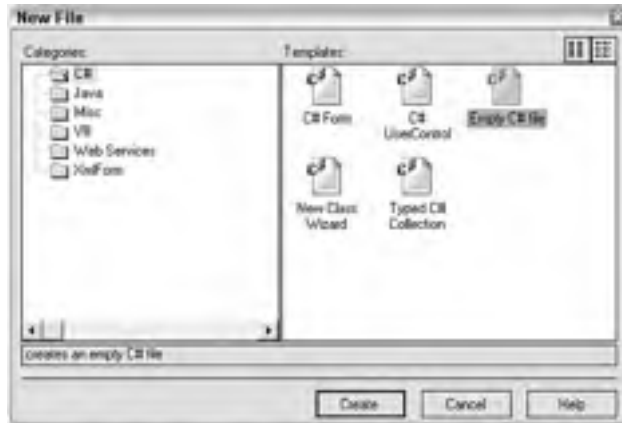 New File
Categories:
Templates:
C#
Java
Misc
VB
Web Services
XmlForm
C# Form
C#
UserControl
Empty C# file
New Class
Wizard
Typed C#
Collection
creates an empty C# file
Create
Cancel
Help